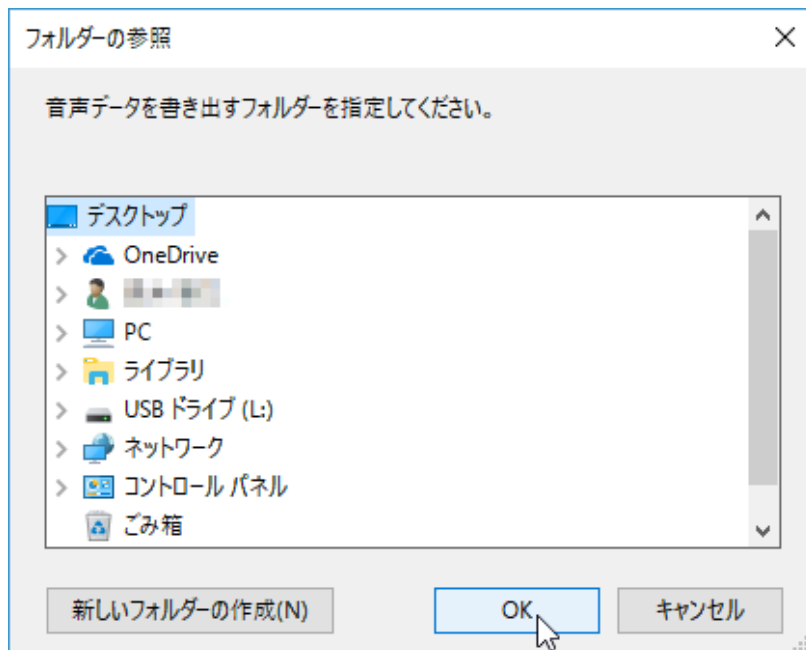 フォルダーの参照
音声データを書き出すフォルダーを指定してください。
デスクトップ
OneDrive
PC
ライブラリ
USB ドライブ (L:)
ネットワーク
コントロール パネル
ごみ箱
新しいフォルダーの作成(N)
OK
キャンセル